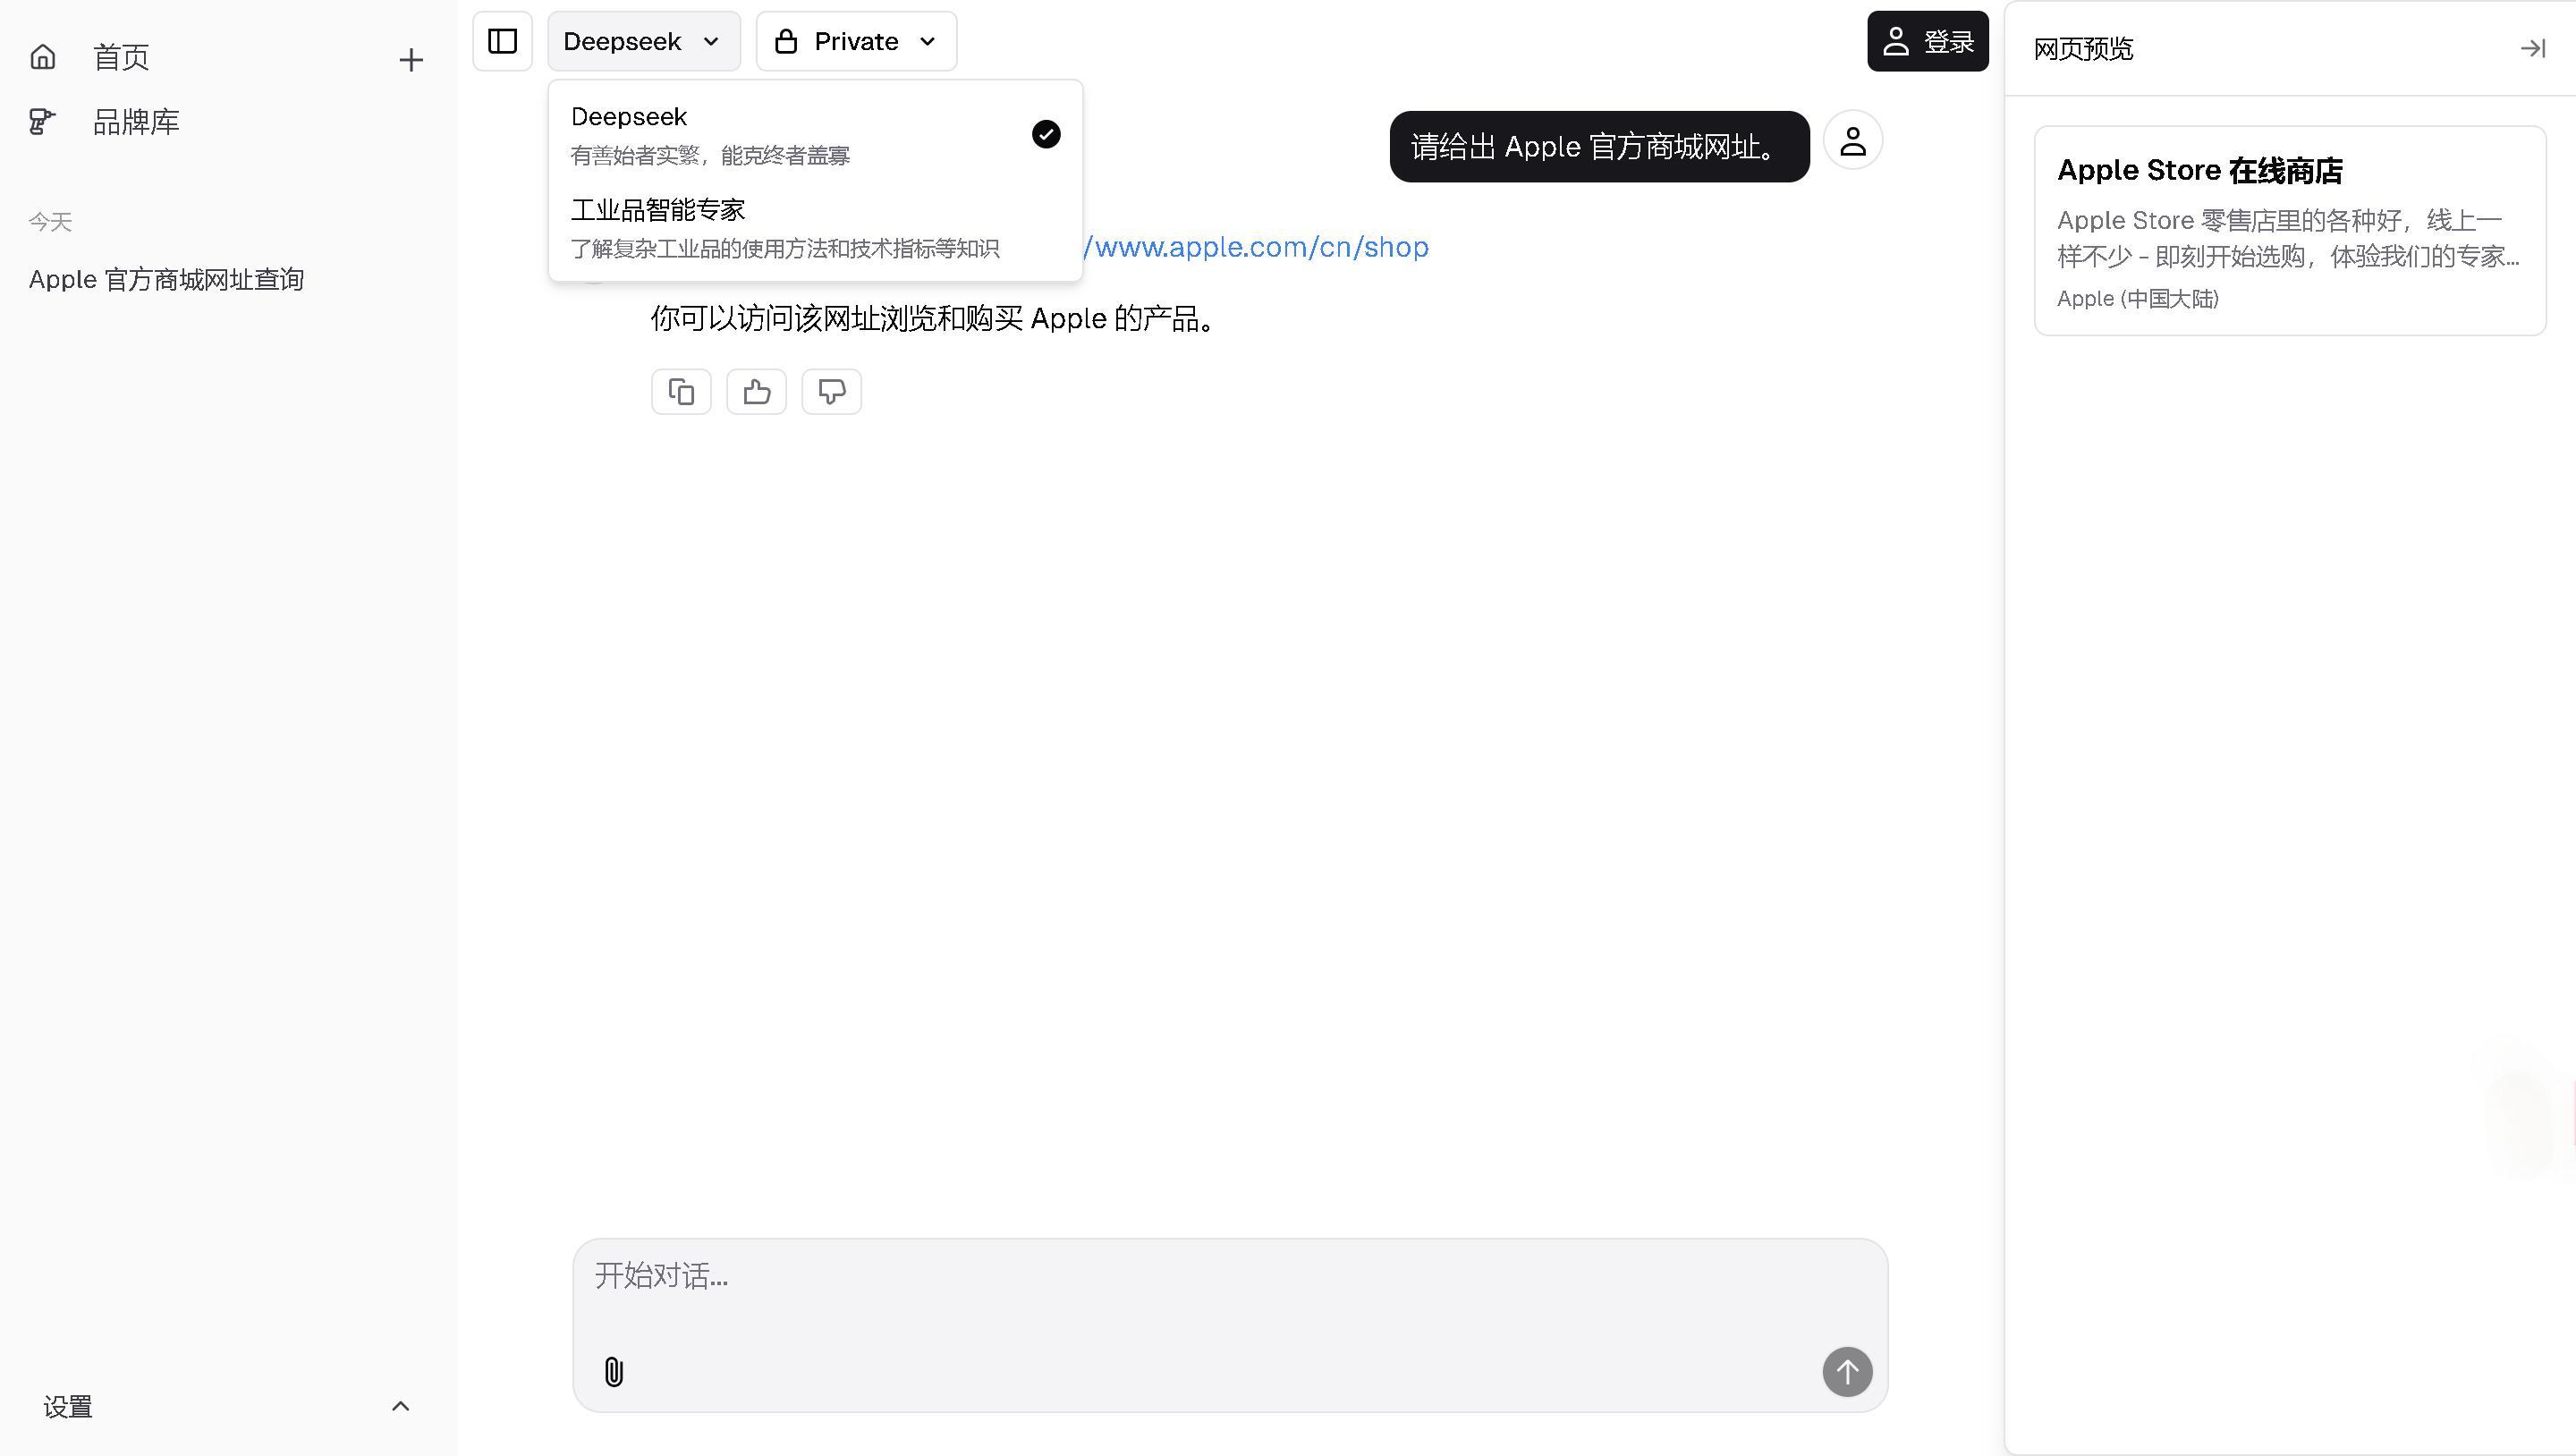 首页
品牌库
今天
Apple 官方商城网址查询
设置
Deepseek
Private
登录
Deepseek
有善始者实繁，能克终者盖寡
工业品智能专家
了解复杂工业品的使用方法和技术指标等知识
请给出 Apple 官方商城网址。
/www.apple.com/cn/shop
你可以访问该网址浏览和购买 Apple 的产品。
开始对话...
网页预览
Apple Store 在线商店
Apple Store 零售店里的各种好，线上一
样不少 - 即刻开始选购，体验我们的专家...
Apple (中国大陆)